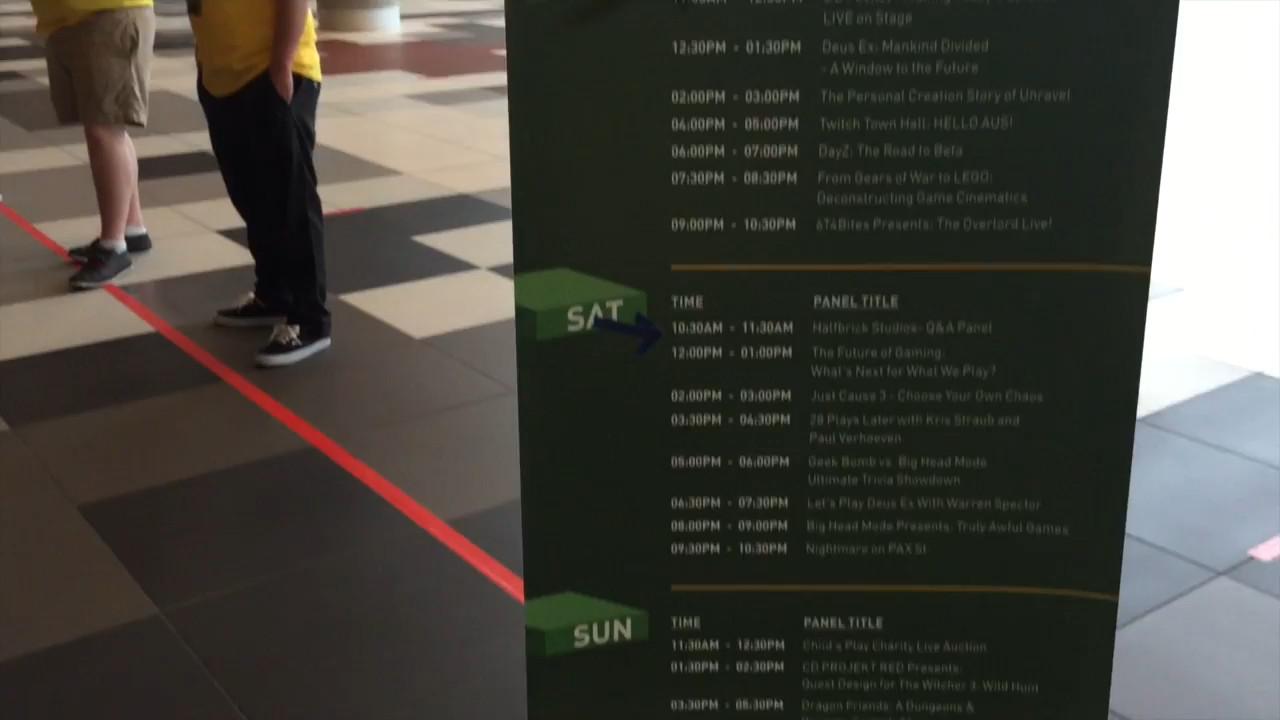 LIVE on Stage
12:30PM - 01:30PM Deus Ex: Mankind Divided
- A Window to the Future
02:00PM - 03:00PM The Personal Creation Story of Unravel
04:00PM - 05:00PM Twitch Town Hall: HELLO AUS!
06:00PM - 07:00PM DayZ: The Road to Beta
07:30PM - 08:30PM From Gears of War to LEGO:
Deconstructing Game Cinematics
09:00PM - 10:30PM Presents: The Overlord Live!
SAT
TIME PANEL TITLE
10:30AM - 11:30AM Halfbrick Studios- Q&A Panel
12:00PM - 01:00PM The Future of Gaming:
What's Next for What We Play?
02:00PM - 03:00PM Just Cause 3 - Choose Your Own Chaos
03:30PM - 04:30PM 28 Plays Later with Kris Straub and
Paul Verhoeven
05:00PM - 06:00PM Geek Bomb vs. Big Head Mode
Ultimate Trivia Showdown
06:30PM - 07:30PM Let's Play Deus Ex With Warren Spector
08:00PM - 09:00PM Big Head Mode Presents: Truly Awful Games
09:30PM - 10:30PM Nightmare on PAX St
SUN
TIME PANEL TITLE
11:30AM - 12:30PM Child's Play Charity Live Auction
01:30PM - 02:30PM CD PROJEKT RED Presents:
Quest Design for The Witcher 3: Wild Hunt
03:30PM - 05:30PM Dragon Friends: A Dungeons &